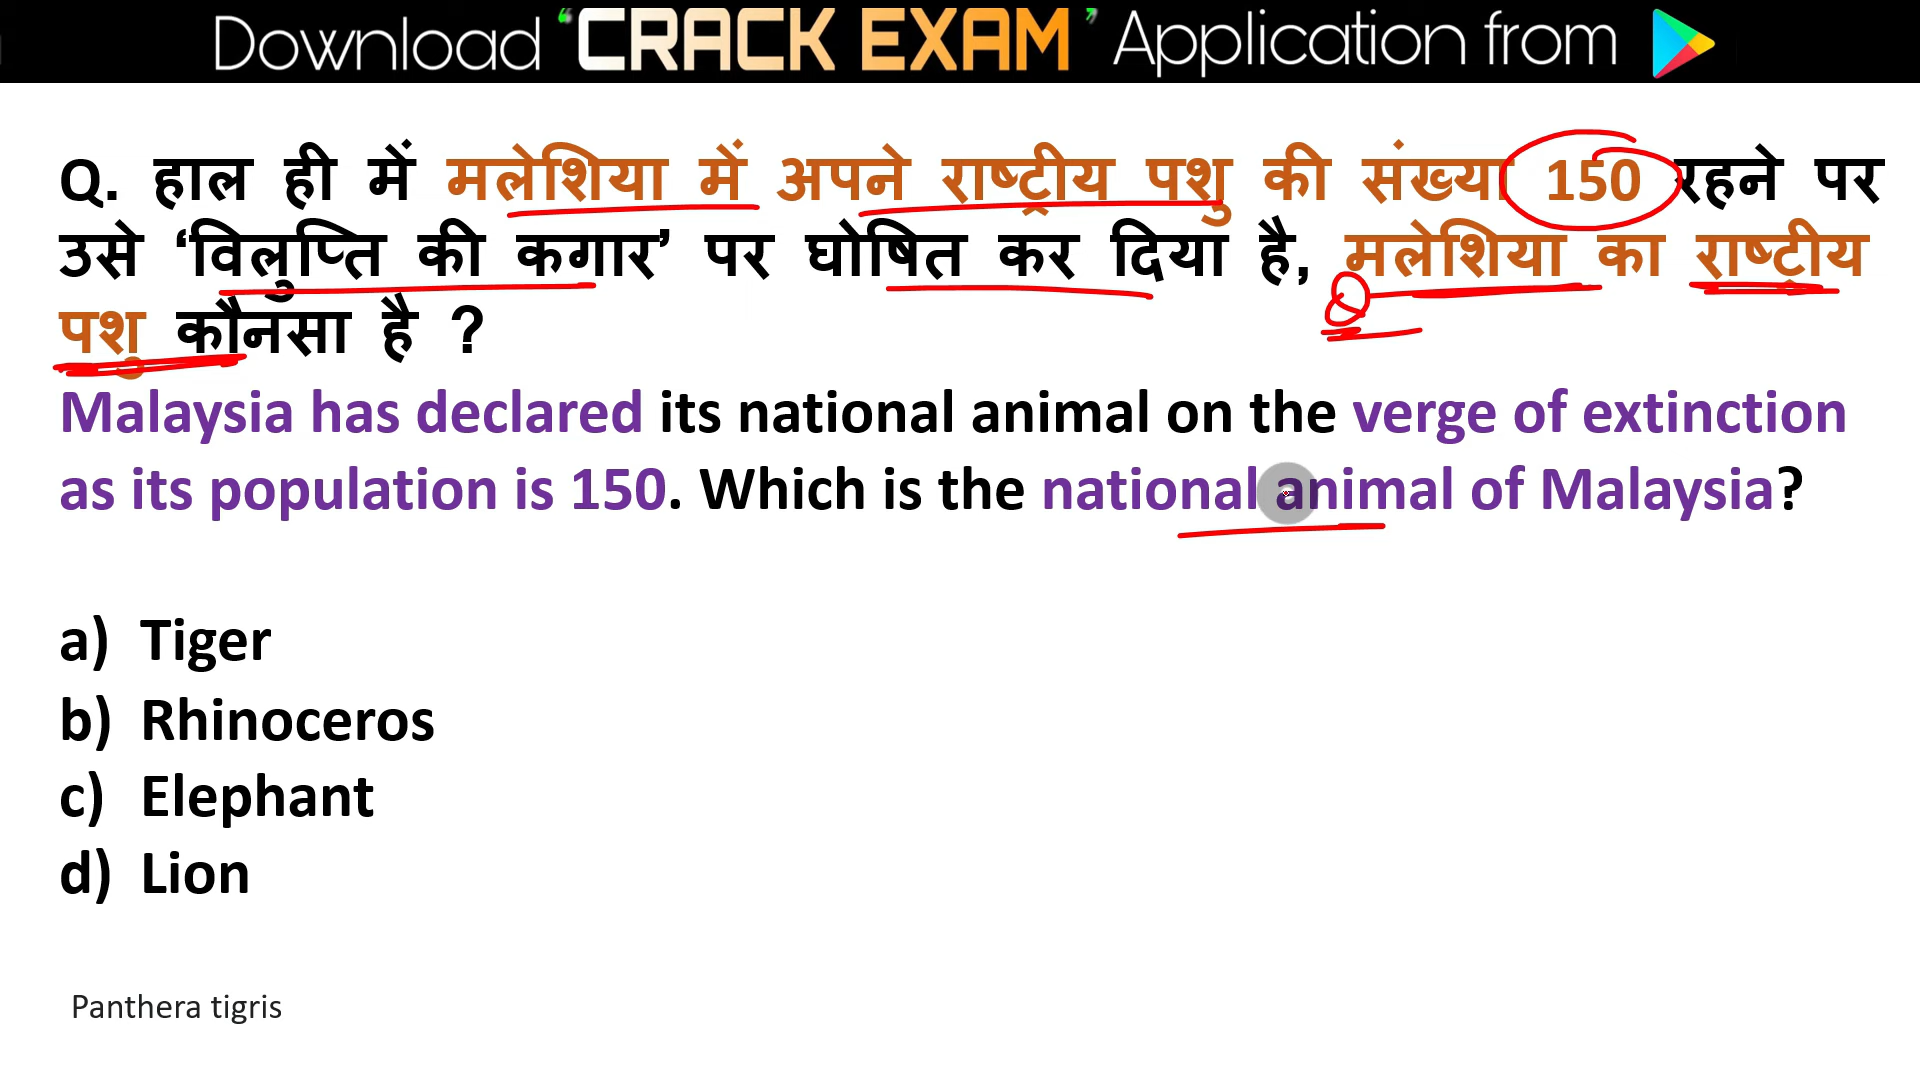 Download ‘CRACK EXAM’ Application from
Q. हाल ही में मलेशिया में अपने राष्ट्रीय पशु की संख्या 150 रहने पर
उसे ‘विलुप्ति की कगार’ पर घोषित कर दिया है, मलेशिया का राष्ट्रीय
पशु कौनसा है ?
Malaysia has declared its national animal on the verge of extinction
as its population is 150. Which is the national animal of Malaysia?
a) Tiger
b) Rhinoceros
c) Elephant
d) Lion
Panthera tigris